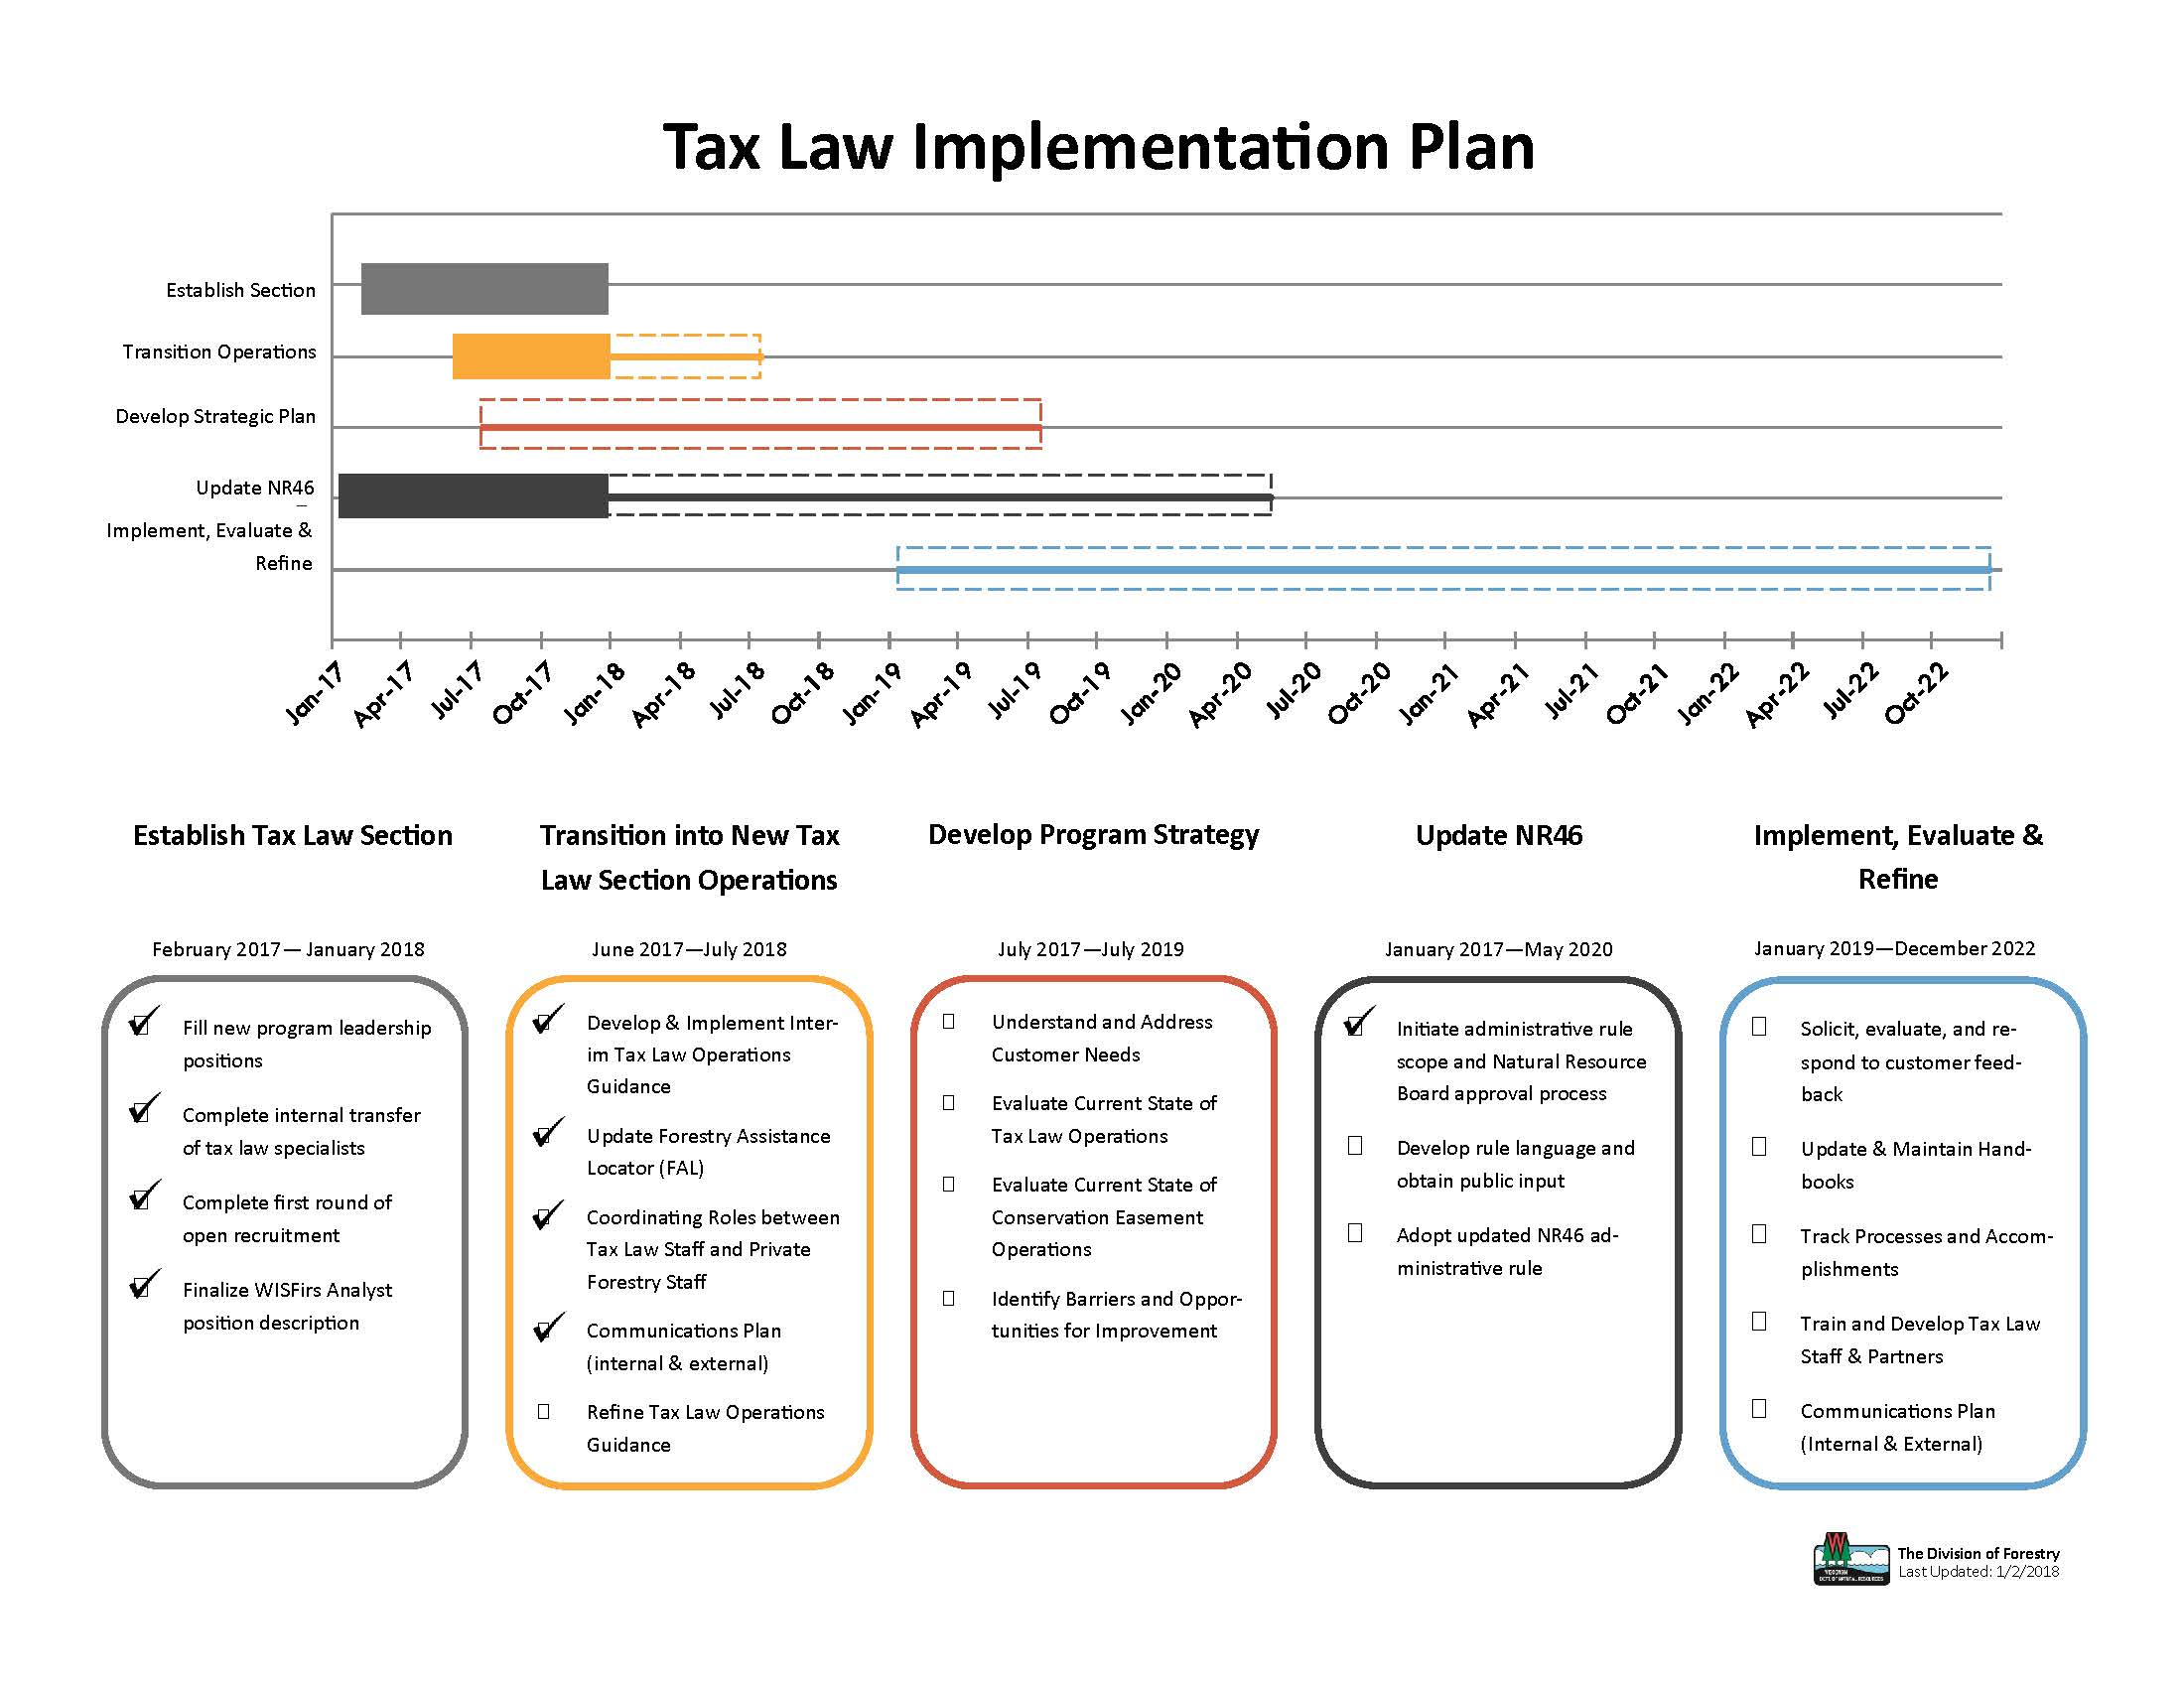 Tax Law Implementation Plan
Establish Section
Transition Operations
Develop Strategic Plan
Update NR46
Implement, Evaluate &
Refine
Jan-17
Apr-17
Jul-17
Oct-17
Jan-18
Apr-18
Jul-18
Oct-18
Jan-19
Apr-19
Jul-19
Oct-19
Jan-20
Apr-20
Jul-20
Oct-20
Jan-21
Apr-21
Jul-21
Oct-21
Jan-22
Apr-22
Jul-22
Oct-22
Establish Tax Law Section
February 2017— January 2018
Fill new program leadership
positions
Complete internal transfer
of tax law specialists
Complete first round of
open recruitment
Finalize WISFirs Analyst
position description
Transition into New Tax
Law Section Operations
June 2017—July 2018
Develop & Implement Inter-
im Tax Law Operations
Guidance
Update Forestry Assistance
Locator (FAL)
Coordinating Roles between
Tax Law Staff and Private
Forestry Staff
Communications Plan
(internal & external)
Refine Tax Law Operations
Guidance
Develop Program Strategy
July 2017—July 2019
Understand and Address
Customer Needs
Evaluate Current State of
Tax Law Operations
Evaluate Current State of
Conservation Easement
Operations
Identify Barriers and Oppor-
tunities for Improvement
Update NR46
January 2017—May 2020
Initiate administrative rule
scope and Natural Resource
Board approval process
Develop rule language and
obtain public input
Adopt updated NR46 ad-
ministrative rule
Implement, Evaluate &
Refine
January 2019—December 2022
Solicit, evaluate, and re-
spond to customer feed-
back
Update & Maintain Hand-
books
Track Processes and Accom-
plishments
Train and Develop Tax Law
Staff & Partners
Communications Plan
(Internal & External)
W
The Division of Forestry
Last Updated: 1/2/2018